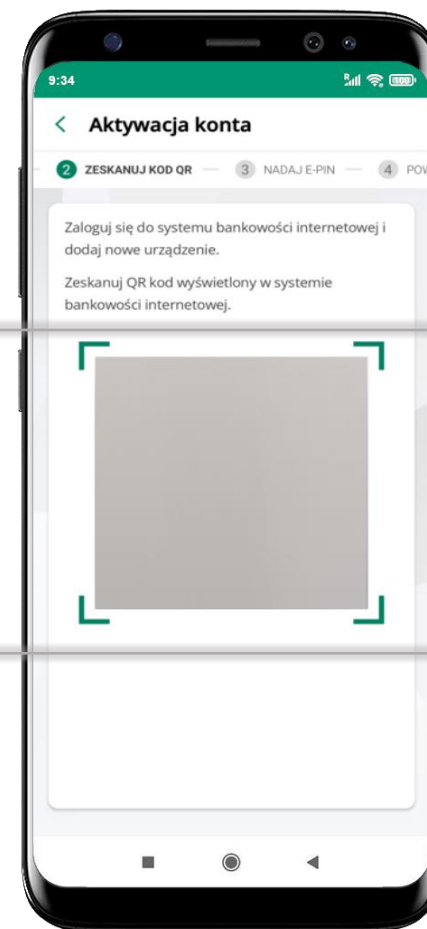 9:34
Aktywacja konta
2 ZESKANUJ KOD QR 3 NADAJ E-PIN 4 POW
Zaloguj się do systemu bankowości internetowej i
dodaj nowe urządzenie.
Zeskanuj QR kod wyświetlony w systemie
bankowości internetowej.